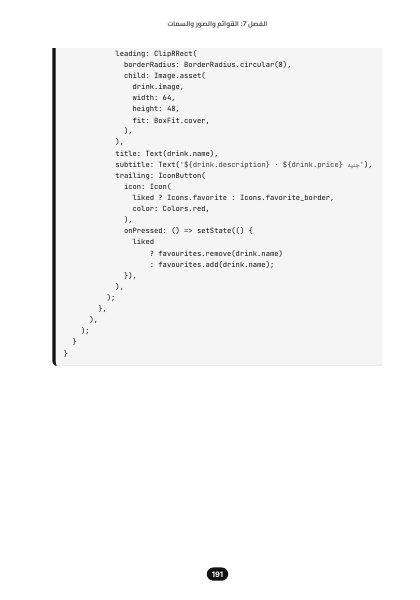 الفصل 7: القوائم والصور والسمات
            leading: ClipRRect(
              borderRadius: BorderRadius.circular(8),
              child: Image.asset(
                drink.image,
                width: 64,
                height: 48,
                fit: BoxFit.cover,
              ),
            ),
            title: Text(drink.name),
            subtitle: Text('${drink.description} · ${drink.price} جنيه'),
            trailing: IconButton(
              icon: Icon(
                liked ? Icons.favorite : Icons.favorite_border,
                color: Colors.red,
              ),
              onPressed: () => setState(() {
                liked
                    ? favourites.remove(drink.name)
                    : favourites.add(drink.name);
              }),
            ),
          );
        },
      ),
    );
  }
}
191